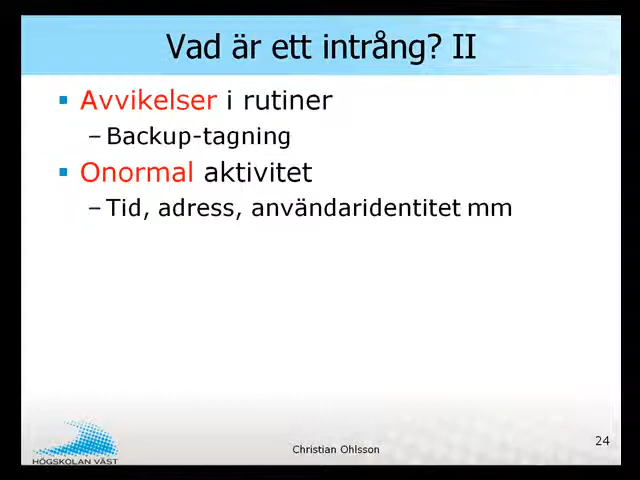 Vad är ett intrång? II
▪ Avvikelser i rutiner
– Backup-tagning
▪ Onormal aktivitet
– Tid, adress, användaridentitet mm
HÖGSKOLAN VÄST
Christian Ohlsson
24